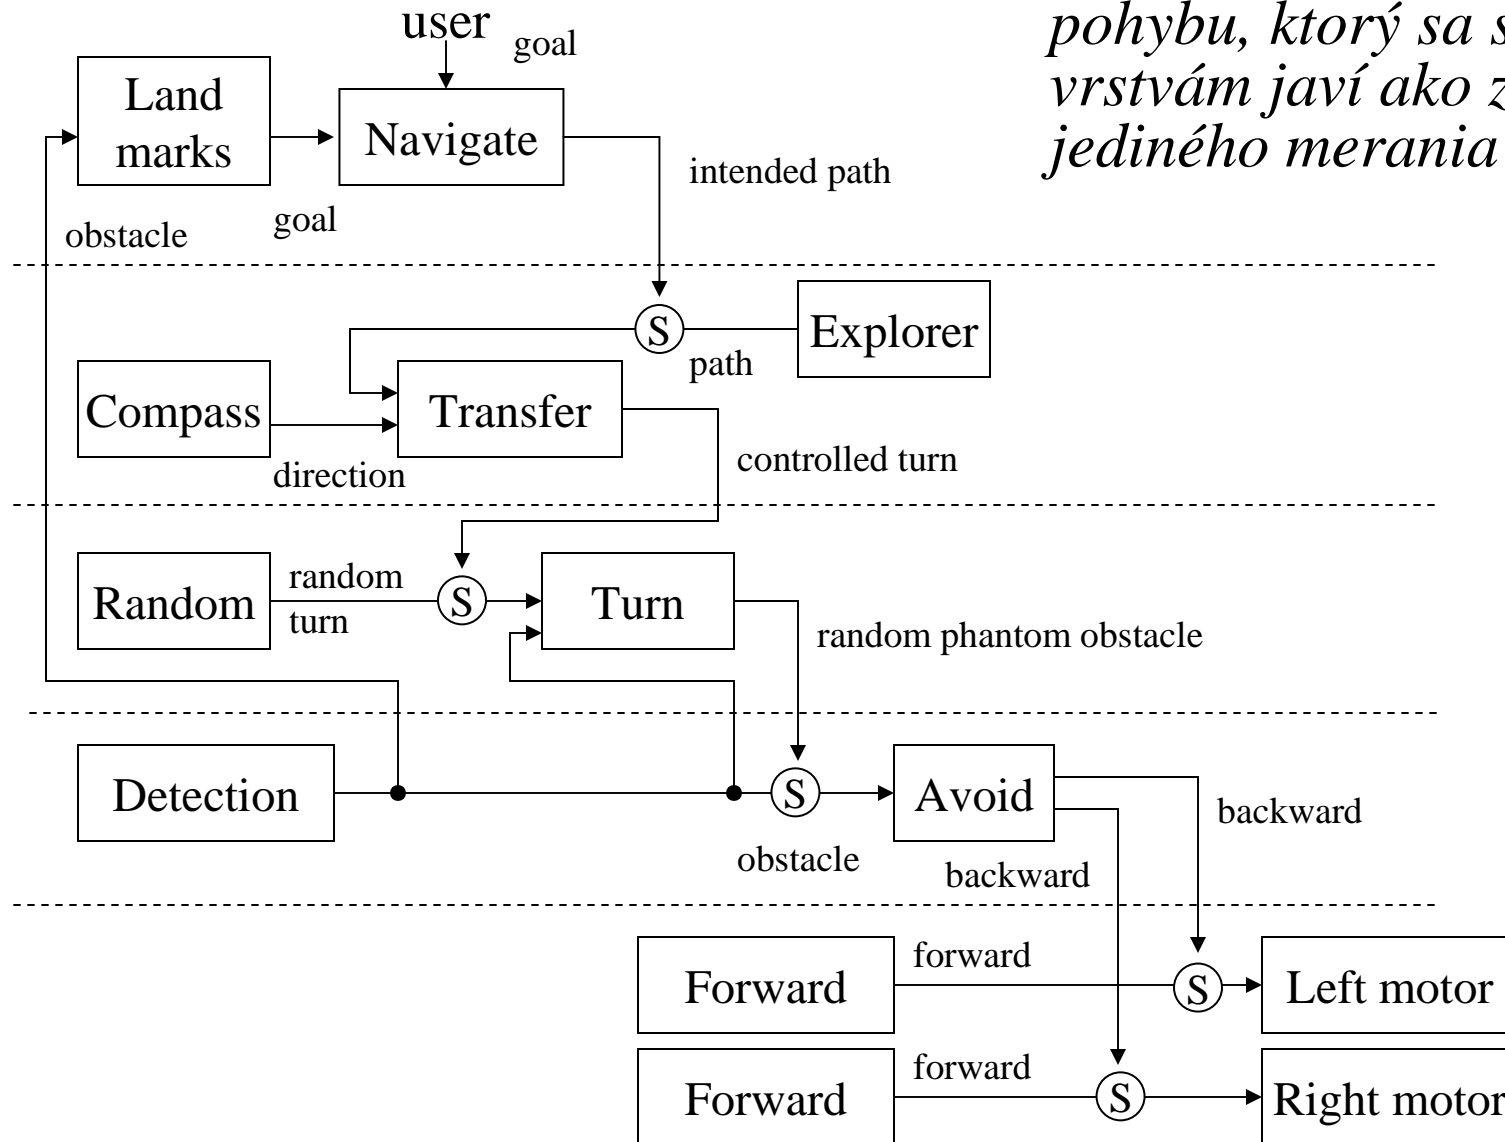 user
goal
pohybu, ktorý sa s
vrstvám javí ako z
jediného merania
Land
marks
Navigate
intended path
obstacle
goal
S
Explorer
path
Compass
Transfer
direction
controlled turn
Random
random
turn
S
Turn
random phantom obstacle
Detection
S
Avoid
backward
obstacle
backward
Forward
forward
S
Left motor
Forward
forward
S
Right motor